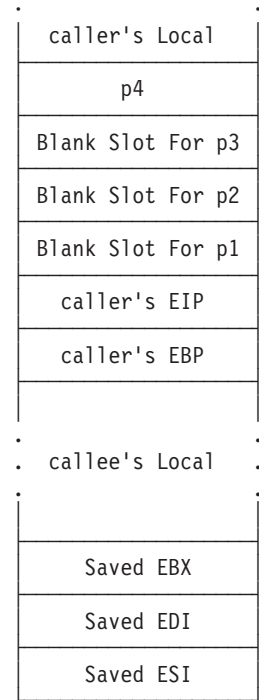 caller's Local
p4
Blank Slot For p3
Blank Slot For p2
Blank Slot For p1
caller's EIP
caller's EBP
callee's Local
Saved EBX
Saved EDI
Saved ESI